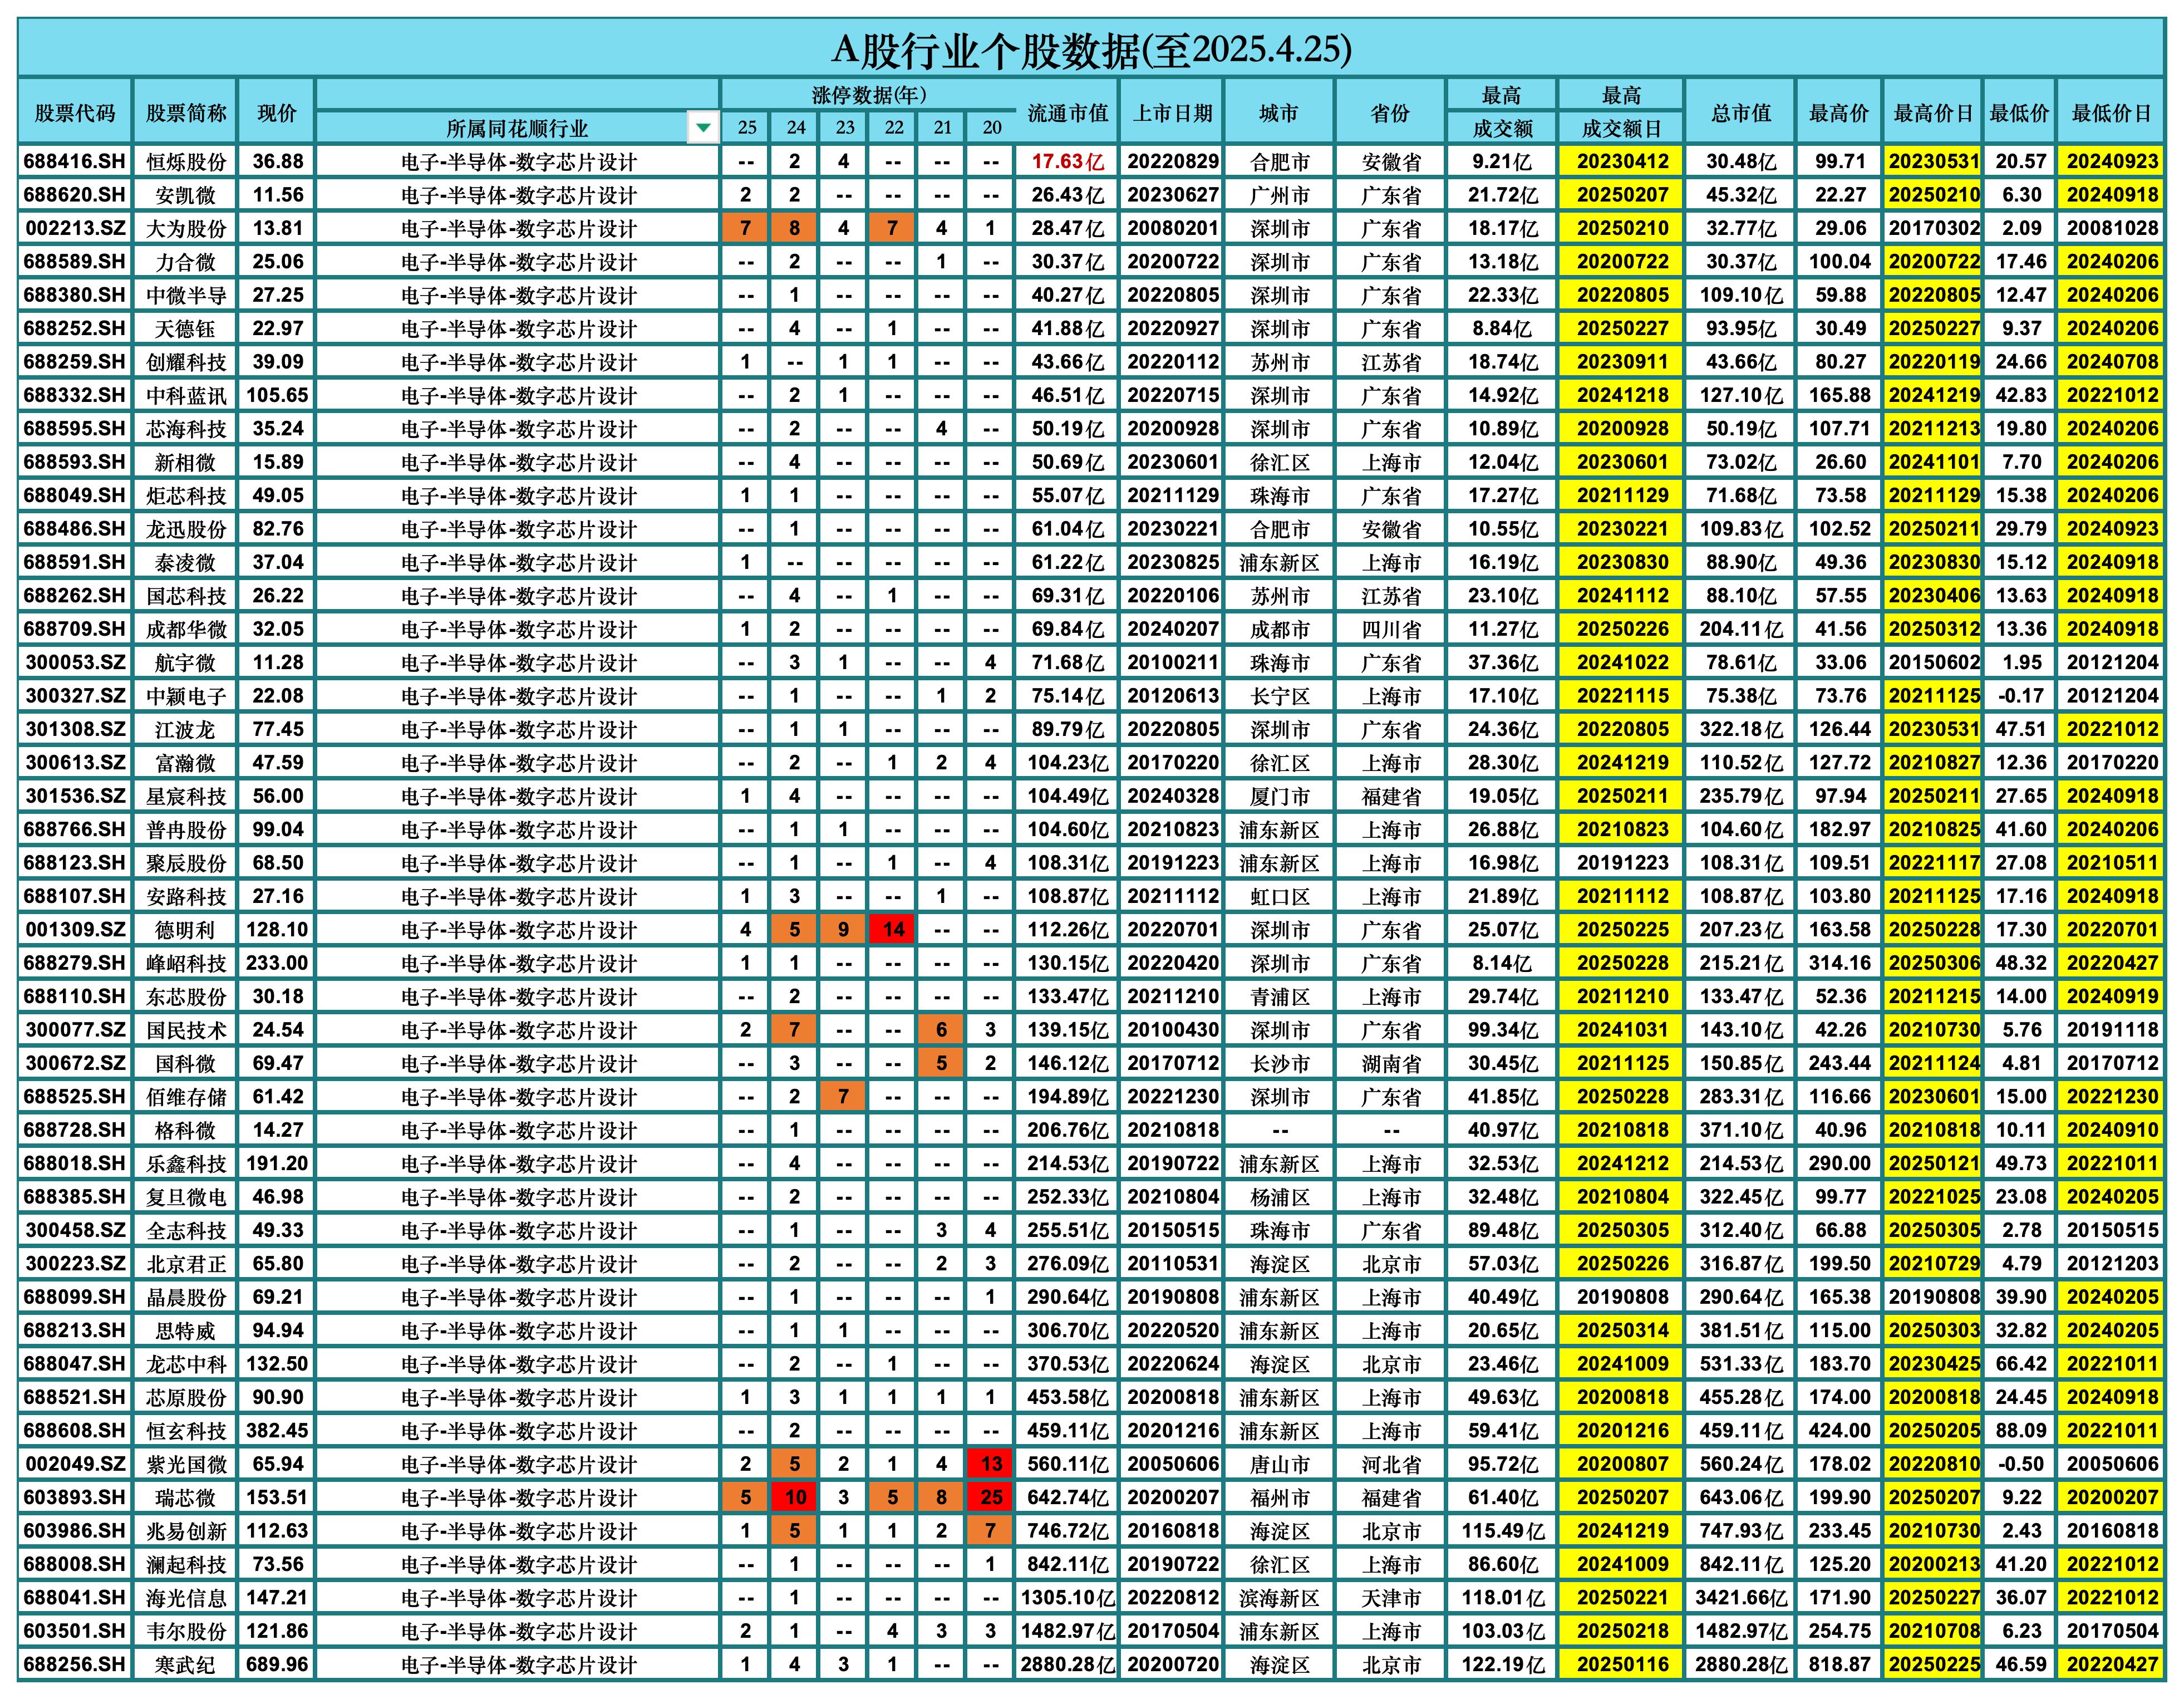 A股行业个股数据(至2025.4.25)
股票代码 股票简称 现价 所属同花顺行业 涨停数据(年) 流通市值 上市日期 城市 省份 最高 最高 总市值 最高价 最高价日 最低价 最低价日
25 24 23 22 21 20 成交额 成交额日
688416.SH 恒烁股份 36.88 电子-半导体-数字芯片设计 -- 2 4 -- -- -- 17.63亿 20220829 合肥市 安徽省 9.21亿 20230412 30.48亿 99.71 20230531 20.57 20240923
688620.SH 安凯微 11.56 电子-半导体-数字芯片设计 2 2 -- -- -- -- 26.43亿 20230627 广州市 广东省 21.72亿 20250207 45.32亿 22.27 20250210 6.30 20240918
002213.SZ 大为股份 13.81 电子-半导体-数字芯片设计 7 8 4 7 4 1 28.47亿 20080201 深圳市 广东省 18.17亿 20250210 32.77亿 29.06 20170302 2.09 20081028
688589.SH 力合微 25.06 电子-半导体-数字芯片设计 -- 2 -- -- 1 -- 30.37亿 20200722 深圳市 广东省 13.18亿 20200722 30.37亿 100.04 20200722 17.46 20240206
688380.SH 中微半导 27.25 电子-半导体-数字芯片设计 -- 1 -- -- -- -- 40.27亿 20220805 深圳市 广东省 22.33亿 20220805 109.10亿 59.88 20220805 12.47 20240206
688252.SH 天德钰 22.97 电子-半导体-数字芯片设计 -- 4 -- 1 -- -- 41.88亿 20220927 深圳市 广东省 8.84亿 20250227 93.95亿 30.49 20250227 9.37 20240206
688259.SH 创耀科技 39.09 电子-半导体-数字芯片设计 1 -- 1 1 -- -- 43.66亿 20220112 苏州市 江苏省 18.74亿 20230911 43.66亿 80.27 20220119 24.66 20240708
688332.SH 中科蓝讯 105.65 电子-半导体-数字芯片设计 -- 2 1 -- -- -- 46.51亿 20220715 深圳市 广东省 14.92亿 20241218 127.10亿 165.88 20241219 42.83 20221012
688595.SH 芯海科技 35.24 电子-半导体-数字芯片设计 -- 2 -- -- 4 -- 50.19亿 20200928 深圳市 广东省 10.89亿 20200928 50.19亿 107.71 20211213 19.80 20240206
688593.SH 新相微 15.89 电子-半导体-数字芯片设计 -- 4 -- -- -- -- 50.69亿 20230601 徐汇区 上海市 12.04亿 20230601 73.02亿 26.60 20241101 7.70 20240206
688049.SH 炬芯科技 49.05 电子-半导体-数字芯片设计 1 1 -- -- -- -- 55.07亿 20211129 珠海市 广东省 17.27亿 20211129 71.68亿 73.58 20211129 15.38 20240206
688486.SH 龙迅股份 82.76 电子-半导体-数字芯片设计 -- 1 -- -- -- -- 61.04亿 20230221 合肥市 安徽省 10.55亿 20230221 109.83亿 102.52 20250211 29.79 20240923
688591.SH 泰凌微 37.04 电子-半导体-数字芯片设计 1 -- -- -- -- -- 61.22亿 20230825 浦东新区 上海市 16.19亿 20230830 88.90亿 49.36 20230830 15.12 20240918
688262.SH 国芯科技 26.22 电子-半导体-数字芯片设计 -- 4 -- 1 -- -- 69.31亿 20220106 苏州市 江苏省 23.10亿 20241112 88.10亿 57.55 20230406 13.63 20240918
688709.SH 成都华微 32.05 电子-半导体-数字芯片设计 1 2 -- -- -- -- 69.84亿 20240207 成都市 四川省 11.27亿 20250226 204.11亿 41.56 20250312 13.36 20240918
300053.SZ 航宇微 11.28 电子-半导体-数字芯片设计 -- 3 1 -- -- 4 71.68亿 20100211 珠海市 广东省 37.36亿 20241022 78.61亿 33.06 20150602 1.95 20121204
300327.SZ 中颖电子 22.08 电子-半导体-数字芯片设计 -- 1 -- -- 1 2 75.14亿 20120613 长宁区 上海市 17.10亿 20221115 75.38亿 73.76 20211125 -0.17 20121204
301308.SZ 江波龙 77.45 电子-半导体-数字芯片设计 -- 1 1 -- -- -- 89.79亿 20220805 深圳市 广东省 24.36亿 20220805 322.18亿 126.44 20230531 47.51 20221012
300613.SZ 富瀚微 47.59 电子-半导体-数字芯片设计 -- 2 -- 1 2 4 104.23亿 20170220 徐汇区 上海市 28.30亿 20241219 110.52亿 127.72 20210827 12.36 20170220
301536.SZ 星宸科技 56.00 电子-半导体-数字芯片设计 1 4 -- -- -- -- 104.49亿 20240328 厦门市 福建省 19.05亿 20250211 235.79亿 97.94 20250211 27.65 20240918
688766.SH 普冉股份 99.04 电子-半导体-数字芯片设计 -- 1 1 -- -- -- 104.60亿 20210823 浦东新区 上海市 26.88亿 20210823 104.60亿 182.97 20210825 41.60 20240206
688123.SH 聚辰股份 68.50 电子-半导体-数字芯片设计 -- 1 -- 1 -- 4 108.31亿 20191223 浦东新区 上海市 16.98亿 20191223 108.31亿 109.51 20221117 27.08 20210511
688107.SH 安路科技 27.16 电子-半导体-数字芯片设计 1 3 -- -- 1 -- 108.87亿 20211112 虹口区 上海市 21.89亿 20211112 108.87亿 103.80 20211125 17.16 20240918
001309.SZ 德明利 128.10 电子-半导体-数字芯片设计 4 5 9 14 -- -- 112.26亿 20220701 深圳市 广东省 25.07亿 20250225 207.23亿 163.58 20250228 17.30 20220701
688279.SH 峰岹科技 233.00 电子-半导体-数字芯片设计 1 1 -- -- -- -- 130.15亿 20220420 深圳市 广东省 8.14亿 20250228 215.21亿 314.16 20250306 48.32 20220427
688110.SH 东芯股份 30.18 电子-半导体-数字芯片设计 -- 2 -- -- -- -- 133.47亿 20211210 青浦区 上海市 29.74亿 20211210 133.47亿 52.36 20211215 14.00 20240919
300077.SZ 国民技术 24.54 电子-半导体-数字芯片设计 2 7 -- -- 6 3 139.15亿 20100430 深圳市 广东省 99.34亿 20241031 143.10亿 42.26 20210730 5.76 20191118
300672.SZ 国科微 69.47 电子-半导体-数字芯片设计 -- 3 -- -- 5 2 146.12亿 20170712 长沙市 湖南省 30.45亿 20211125 150.85亿 243.44 20211124 4.81 20170712
688525.SH 佰维存储 61.42 电子-半导体-数字芯片设计 -- 2 7 -- -- -- 194.89亿 20221230 深圳市 广东省 41.85亿 20250228 283.31亿 116.66 20230601 15.00 20221230
688728.SH 格科微 14.27 电子-半导体-数字芯片设计 -- 1 -- -- -- -- 206.76亿 20210818 -- -- 40.97亿 20210818 371.10亿 40.96 20210818 10.11 20240910
688018.SH 乐鑫科技 191.20 电子-半导体-数字芯片设计 -- 4 -- -- -- -- 214.53亿 20190722 浦东新区 上海市 32.53亿 20241212 214.53亿 290.00 20250121 49.73 20221011
688385.SH 复旦微电 46.98 电子-半导体-数字芯片设计 -- 2 -- -- -- -- 252.33亿 20210804 杨浦区 上海市 32.48亿 20210804 322.45亿 99.77 20221025 23.08 20240205
300458.SZ 全志科技 49.33 电子-半导体-数字芯片设计 -- 1 -- -- 3 4 255.51亿 20150515 珠海市 广东省 89.48亿 20250305 312.40亿 66.88 20250305 2.78 20150515
300223.SZ 北京君正 65.80 电子-半导体-数字芯片设计 -- 2 -- -- 2 3 276.09亿 20110531 海淀区 北京市 57.03亿 20250226 316.87亿 199.50 20210729 4.79 20121203
688099.SH 晶晨股份 69.21 电子-半导体-数字芯片设计 -- 1 -- -- -- 1 290.64亿 20190808 浦东新区 上海市 40.49亿 20190808 290.64亿 165.38 20190808 39.90 20240205
688213.SH 思特威 94.94 电子-半导体-数字芯片设计 -- 1 1 -- -- -- 306.70亿 20220520 浦东新区 上海市 20.65亿 20250314 381.51亿 115.00 20250303 32.82 20240205
688047.SH 龙芯中科 132.50 电子-半导体-数字芯片设计 -- 2 -- 1 -- -- 370.53亿 20220624 海淀区 北京市 23.46亿 20241009 531.33亿 183.70 20230425 66.42 20221011
688521.SH 芯原股份 90.90 电子-半导体-数字芯片设计 1 3 1 1 1 1 453.58亿 20200818 浦东新区 上海市 49.63亿 20200818 455.28亿 174.00 20200818 24.45 20240918
688608.SH 恒玄科技 382.45 电子-半导体-数字芯片设计 -- 2 -- -- -- -- 459.11亿 20201216 浦东新区 上海市 59.41亿 20201216 459.11亿 424.00 20250205 88.09 20221011
002049.SZ 紫光国微 65.94 电子-半导体-数字芯片设计 2 5 2 1 4 13 560.11亿 20050606 唐山市 河北省 95.72亿 20200807 560.24亿 178.02 20220810 -0.50 20050606
603893.SH 瑞芯微 153.51 电子-半导体-数字芯片设计 5 10 3 5 8 25 642.74亿 20200207 福州市 福建省 61.40亿 20250207 643.06亿 199.90 20250207 9.22 20200207
603986.SH 兆易创新 112.63 电子-半导体-数字芯片设计 1 5 1 1 2 7 746.72亿 20160818 海淀区 北京市 115.49亿 20241219 747.93亿 233.45 20210730 2.43 20160818
688008.SH 澜起科技 73.56 电子-半导体-数字芯片设计 -- 1 -- -- -- 1 842.11亿 20190722 徐汇区 上海市 86.60亿 20241009 842.11亿 125.20 20200213 41.20 20221012
688041.SH 海光信息 147.21 电子-半导体-数字芯片设计 -- 1 -- -- -- -- 1305.10亿 20220812 滨海新区 天津市 118.01亿 20250221 3421.66亿 171.90 20250227 36.07 20221012
603501.SH 韦尔股份 121.86 电子-半导体-数字芯片设计 2 1 -- 4 3 3 1482.97亿 20170504 浦东新区 上海市 103.03亿 20250218 1482.97亿 254.75 20210708 6.23 20170504
688256.SH 寒武纪 689.96 电子-半导体-数字芯片设计 1 4 3 1 -- -- 2880.28亿 20200720 海淀区 北京市 122.19亿 20250116 2880.28亿 818.87 20250225 46.59 20220427